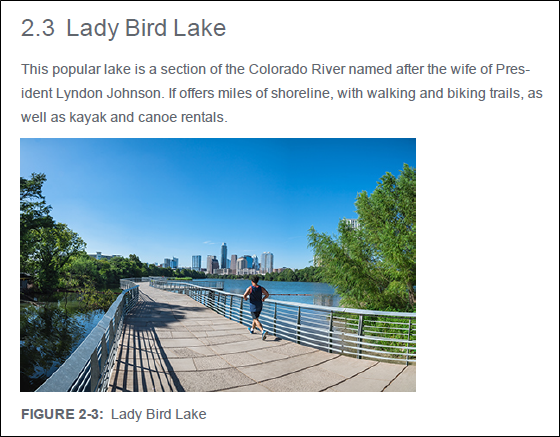 2.3 Lady Bird Lake
This popular lake is a section of the Colorado River named after the wife of Pres-
ident Lyndon Johnson. If offers miles of shoreline, with walking and biking trails, as
well as kayak and canoe rentals.
FIGURE 2-3: Lady Bird Lake